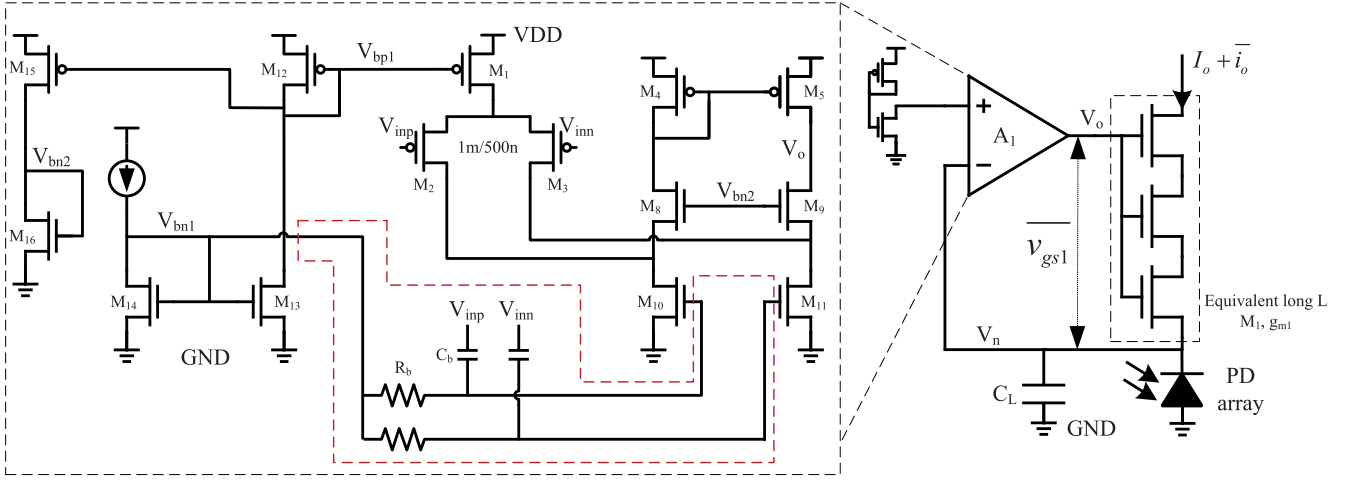 VDD
M15
M12
Vbp1
M1
M4
M5
Vinp
Vinn
1m/500n
M2
M3
Vo
Vbn2
M8
Vbn2
M9
M16
Vbn1
M14
M13
M10
M11
GND
Vinp
Vinn
Cb
Rb
+
A1
−
Vo
Io + io
vgs1
Equivalent long L
M1, gm1
Vn
CL
GND
PD
array